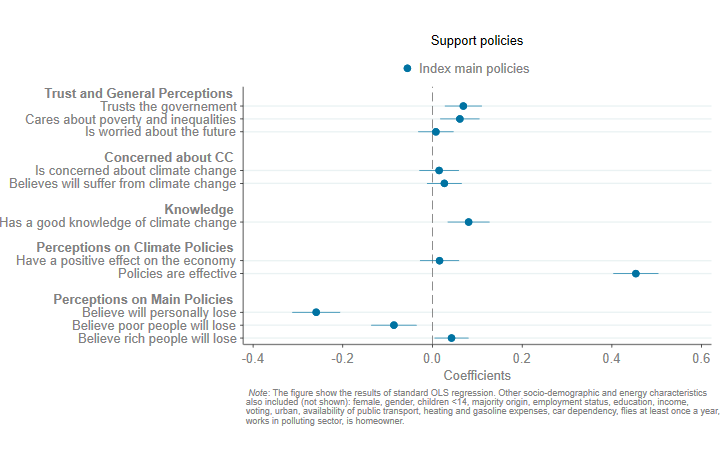 Support policies
Index main policies
Trust and General Perceptions
Trusts the governement
Cares about poverty and inequalities
Is worried about the future
Concerned about CC
Is concerned about climate change
Believes will suffer from climate change
Knowledge
Has a good knowledge of climate change
Perceptions on Climate Policies
Have a positive effect on the economy
Policies are effective
Perceptions on Main Policies
Believe will personally lose
Believe poor people will lose
Believe rich people will lose
-0.4 -0.2 0.0 0.2 0.4 0.6
Coefficients
Note: The figure show the results of standard OLS regression. Other socio-demographic and energy characteristics
also included (not shown): female, gender, children <14, majority origin, employment status, education, income,
voting, urban, availability of public transport, heating and gasoline expenses, car dependency, flies at least once a year,
works in polluting sector, is homeowner.